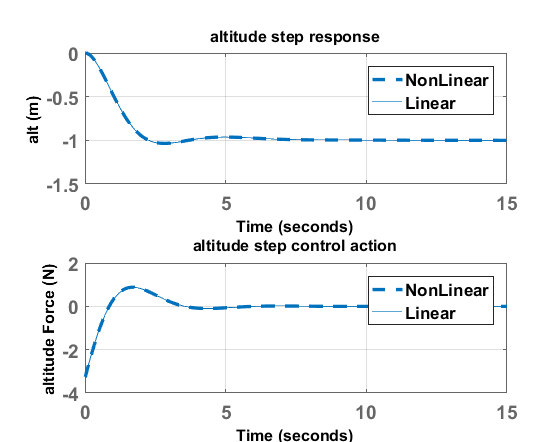 altitude step response
0
-0.5
-1
-1.5
alt (m)
NonLinear
Linear
0 5 10 15
Time (seconds)
altitude step control action
2
0
-2
-4
altitude Force (N)
NonLinear
Linear
0 5 10 15
Time (seconds)